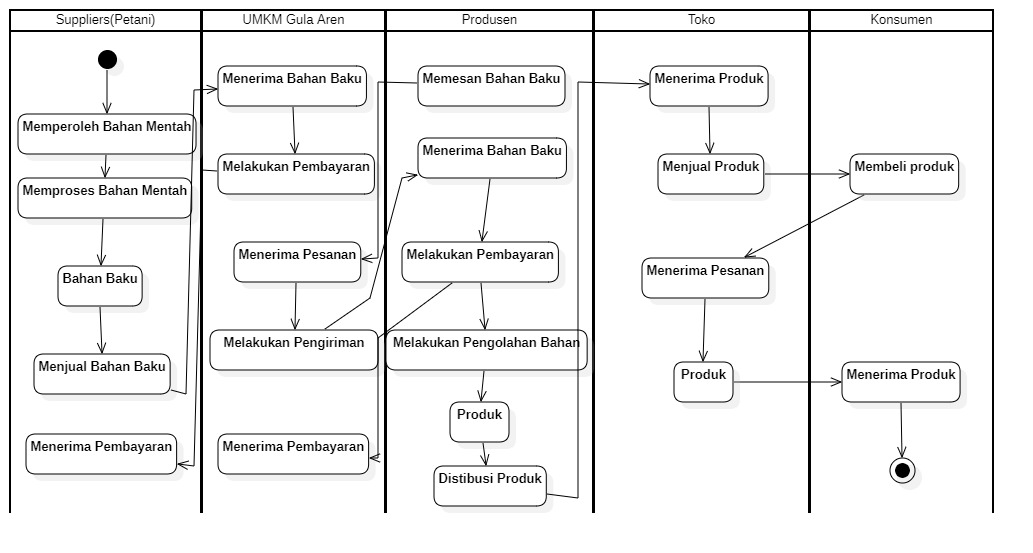 Suppliers(Petani)
UMKM Gula Aren
Produsen
Toko
Konsumen
Memperoleh Bahan Mentah
Memproses Bahan Mentah
Bahan Baku
Menjual Bahan Baku
Menerima Pembayaran
Menerima Bahan Baku
Melakukan Pembayaran
Menerima Pesanan
Melakukan Pengiriman
Menerima Pembayaran
Memesan Bahan Baku
Menerima Bahan Baku
Melakukan Pembayaran
Melakukan Pengolahan Bahan
Produk
Distibusi Produk
Menerima Produk
Menjual Produk
Menerima Pesanan
Produk
Membeli produk
Menerima Produk